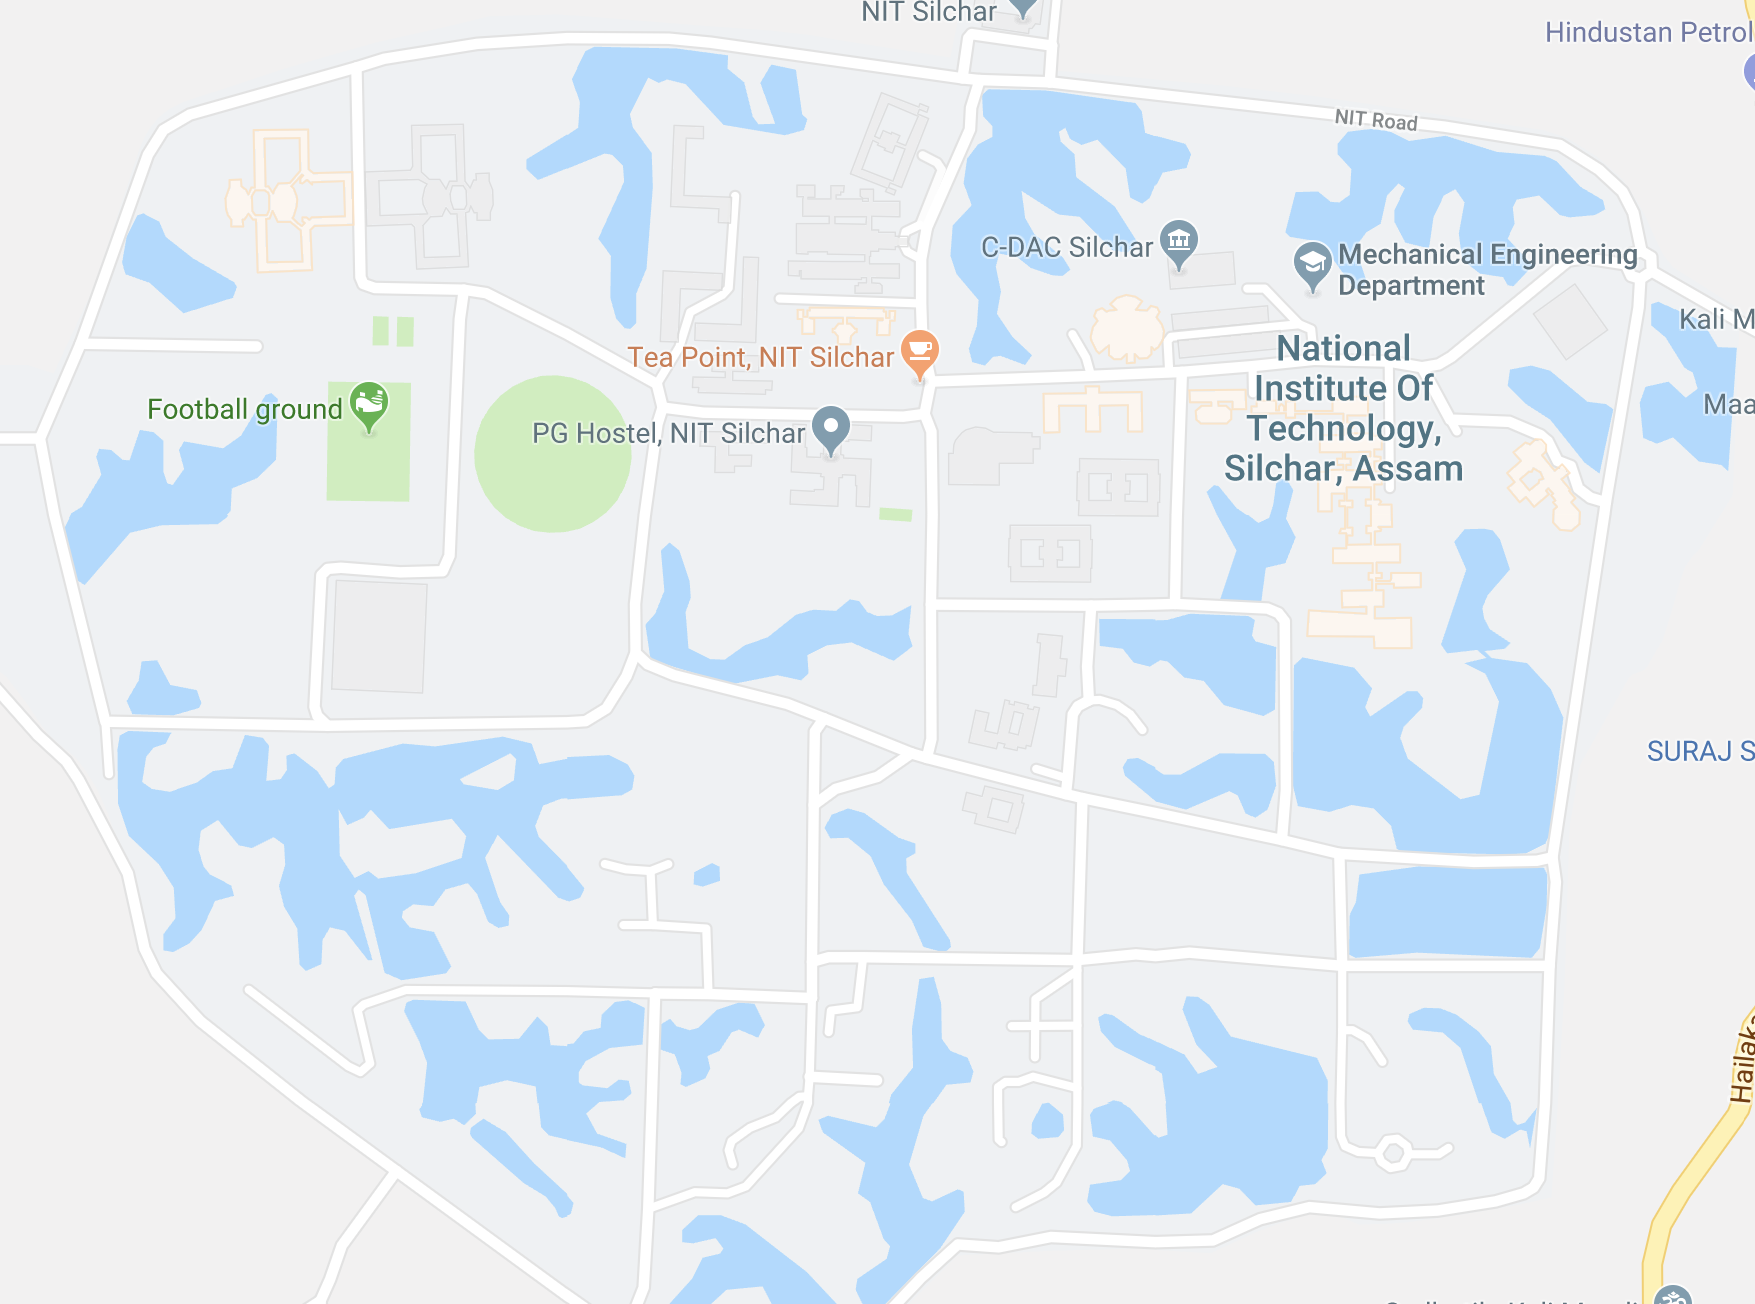 NIT Silchar
Hindustan Petrol
NIT Road
C-DAC Silchar
Mechanical Engineering
Department
Kali M
National
Institute Of
Technology,
Silchar, Assam
Tea Point, NIT Silchar
Football ground
PG Hostel, NIT Silchar
Maa
SURAJ S
Hailaka